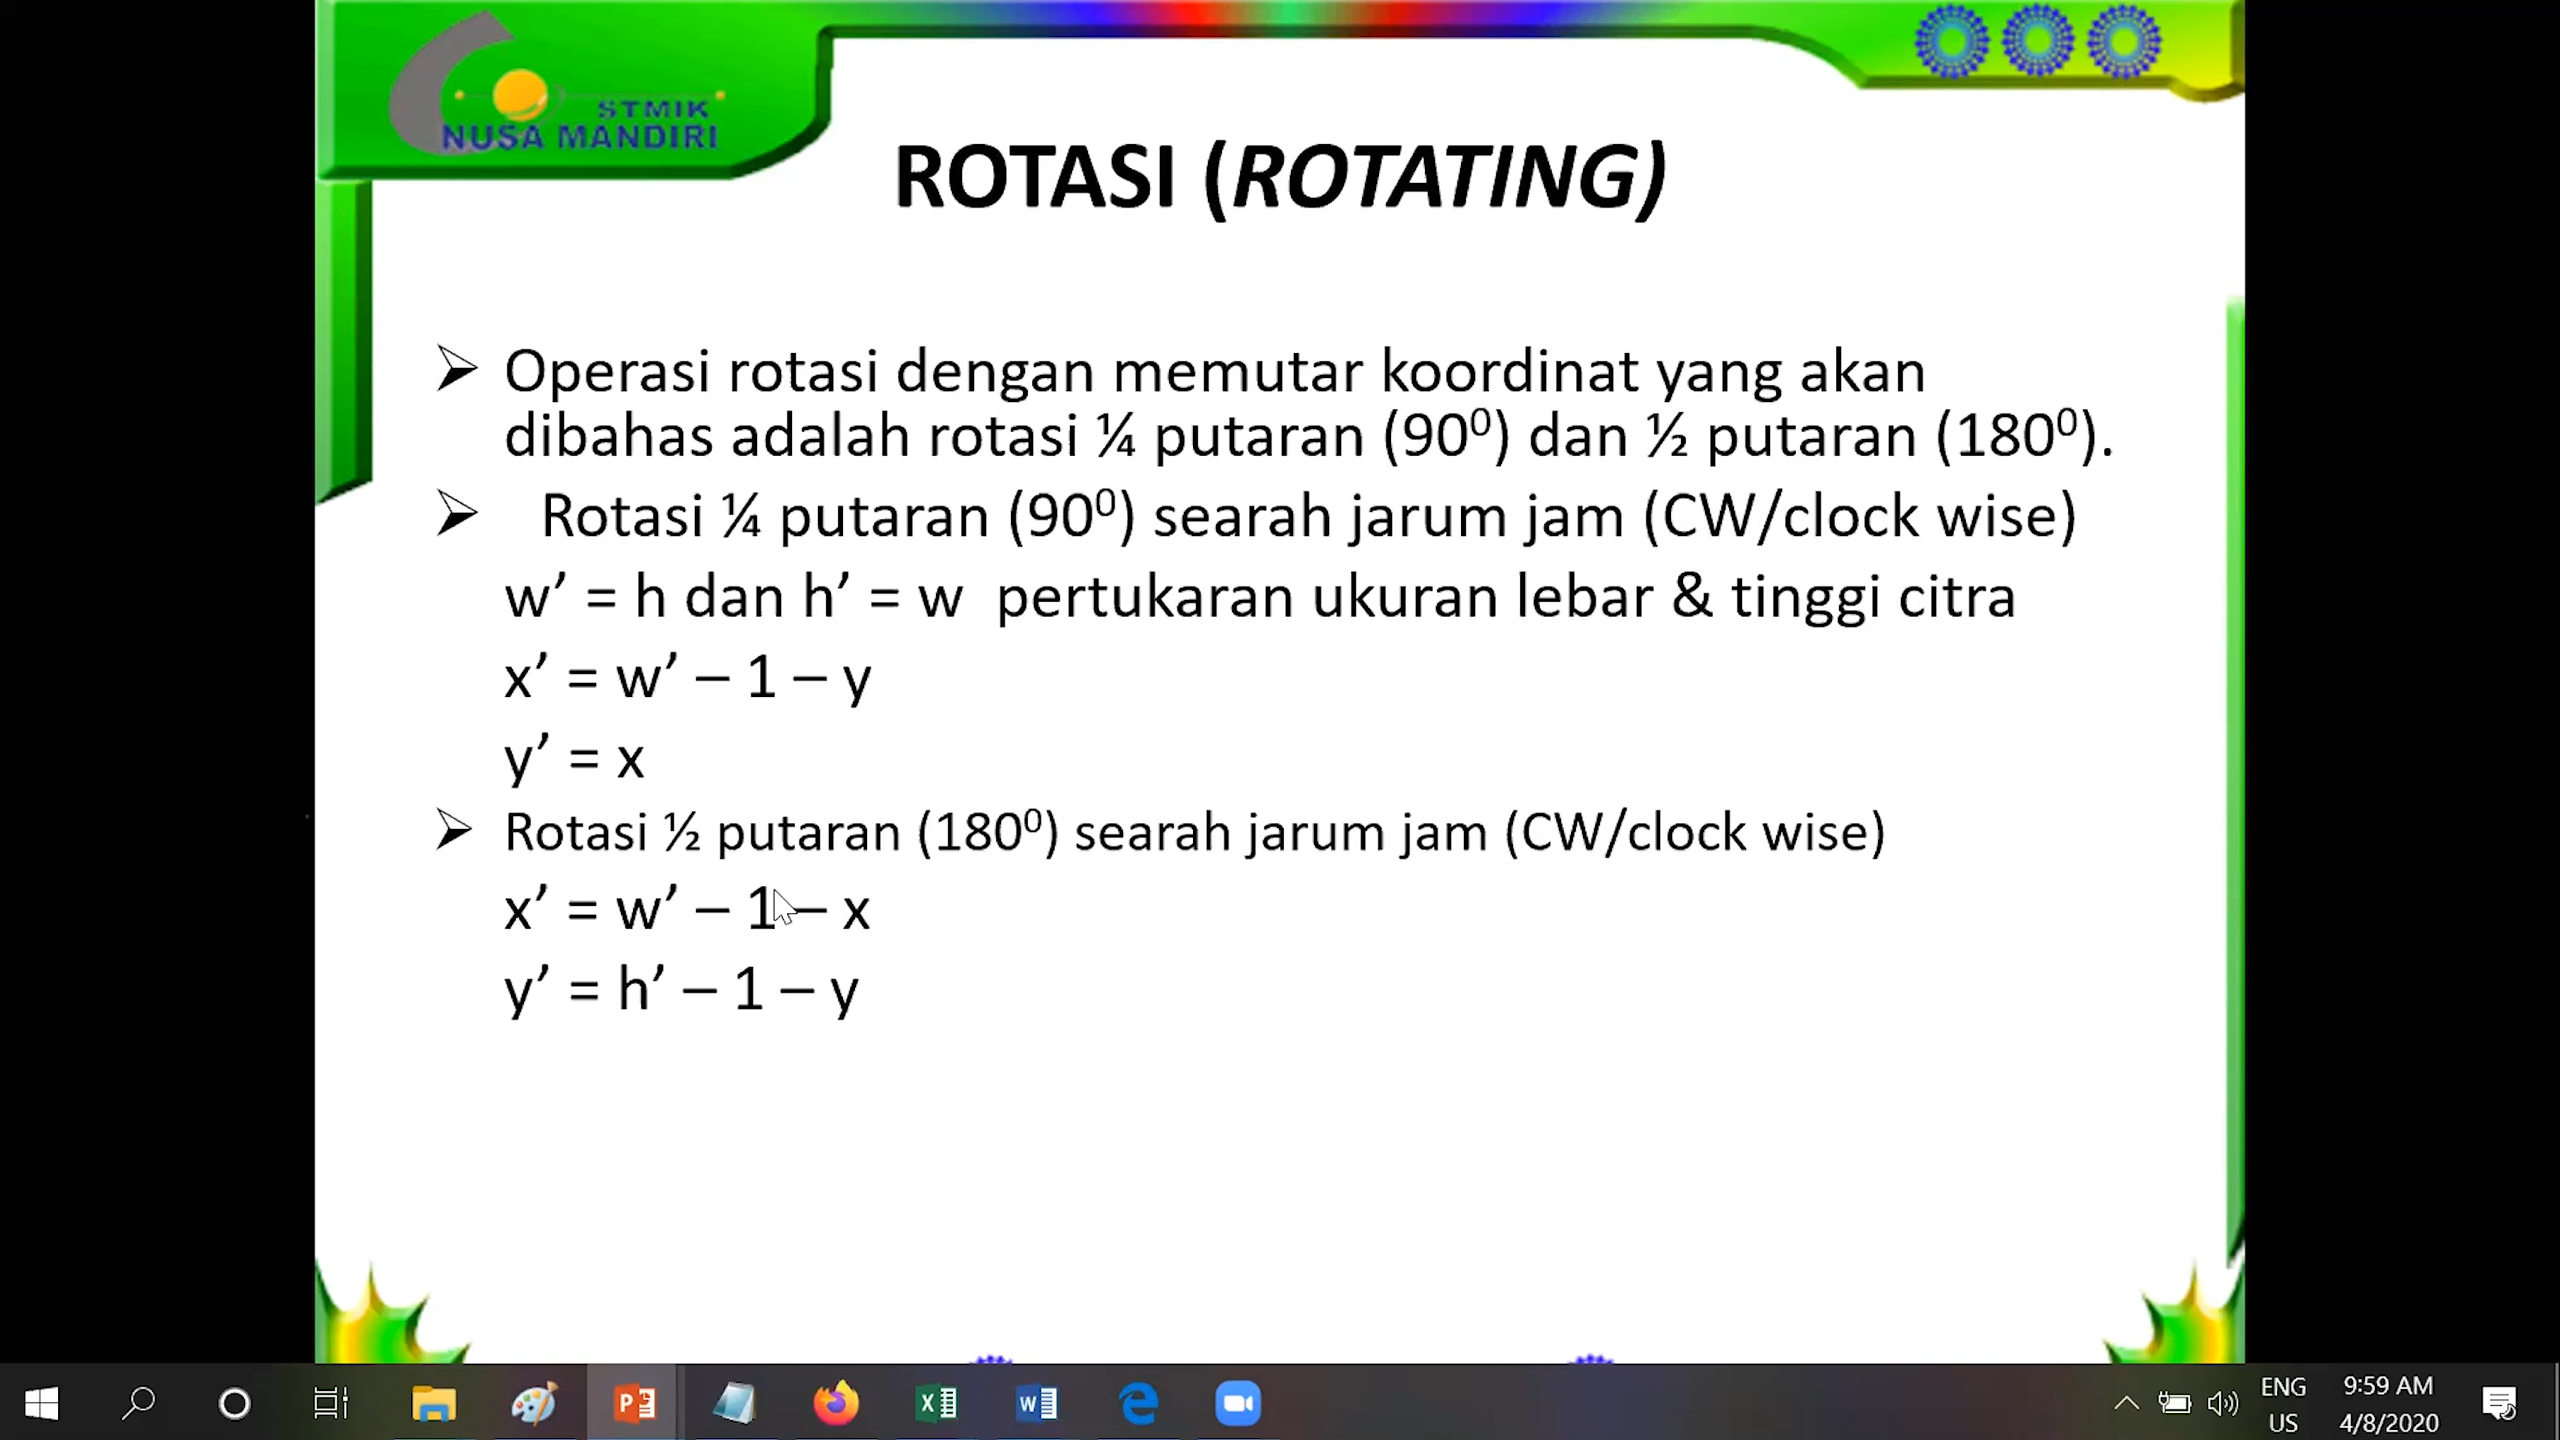 STMIK
NUSA MANDIRI
ROTASI (ROTATING)
➢ Operasi rotasi dengan memutar koordinat yang akan
dibahas adalah rotasi ¼ putaran (90⁰) dan ½ putaran (180⁰).
➢ Rotasi ¼ putaran (90⁰) searah jarum jam (CW/clock wise)
w’ = h dan h’ = w pertukaran ukuran lebar & tinggi citra
x’ = w’ – 1 – y
y’ = x
➢ Rotasi ½ putaran (180⁰) searah jarum jam (CW/clock wise)
x’ = w’ – 1 – x
y’ = h’ – 1 – y
ENG
US
9:59 AM
4/8/2020